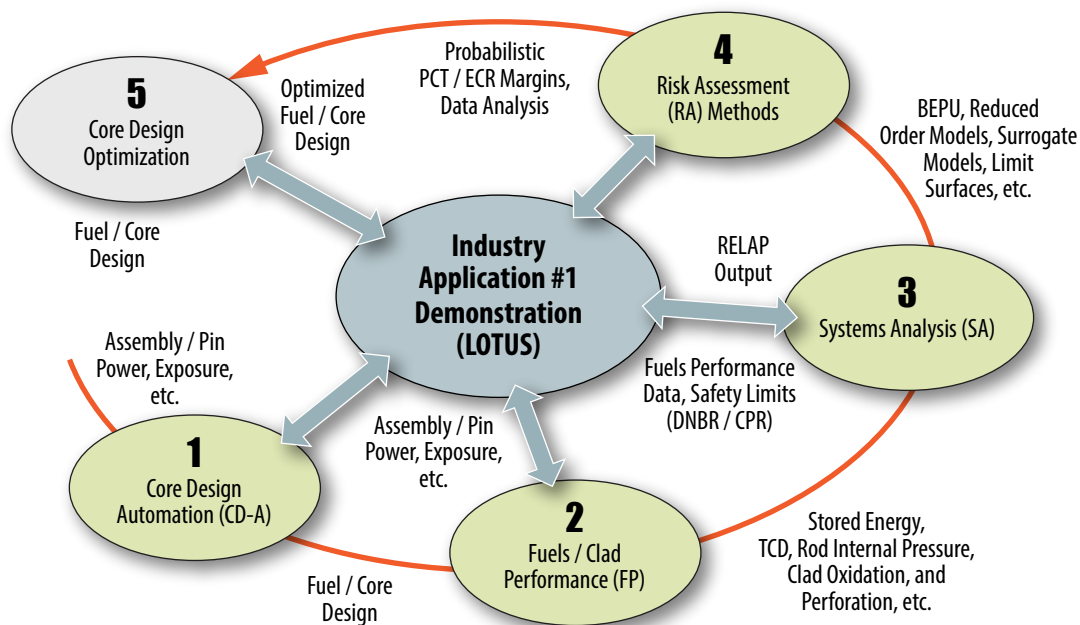 5
Core Design
Optimization
Optimized
Fuel / Core
Design
Probabilistic
PCT / ECR Margins,
Data Analysis
4
Risk Assessment
(RA) Methods
BEPU, Reduced
Order Models, Surrogate
Models, Limit
Surfaces, etc.
Fuel / Core
Design
Industry
Application #1
Demonstration
(LOTUS)
RELAP
Output
3
Systems Analysis (SA)
Assembly / Pin
Power, Exposure,
etc.
Assembly / Pin
Power, Exposure,
etc.
Fuels Performance
Data, Safety Limits
(DNBR / CPR)
1
Core Design
Automation (CD-A)
2
Fuels / Clad
Performance (FP)
Fuel / Core
Design
Stored Energy,
TCD, Rod Internal Pressure,
Clad Oxidation, and
Perforation, etc.